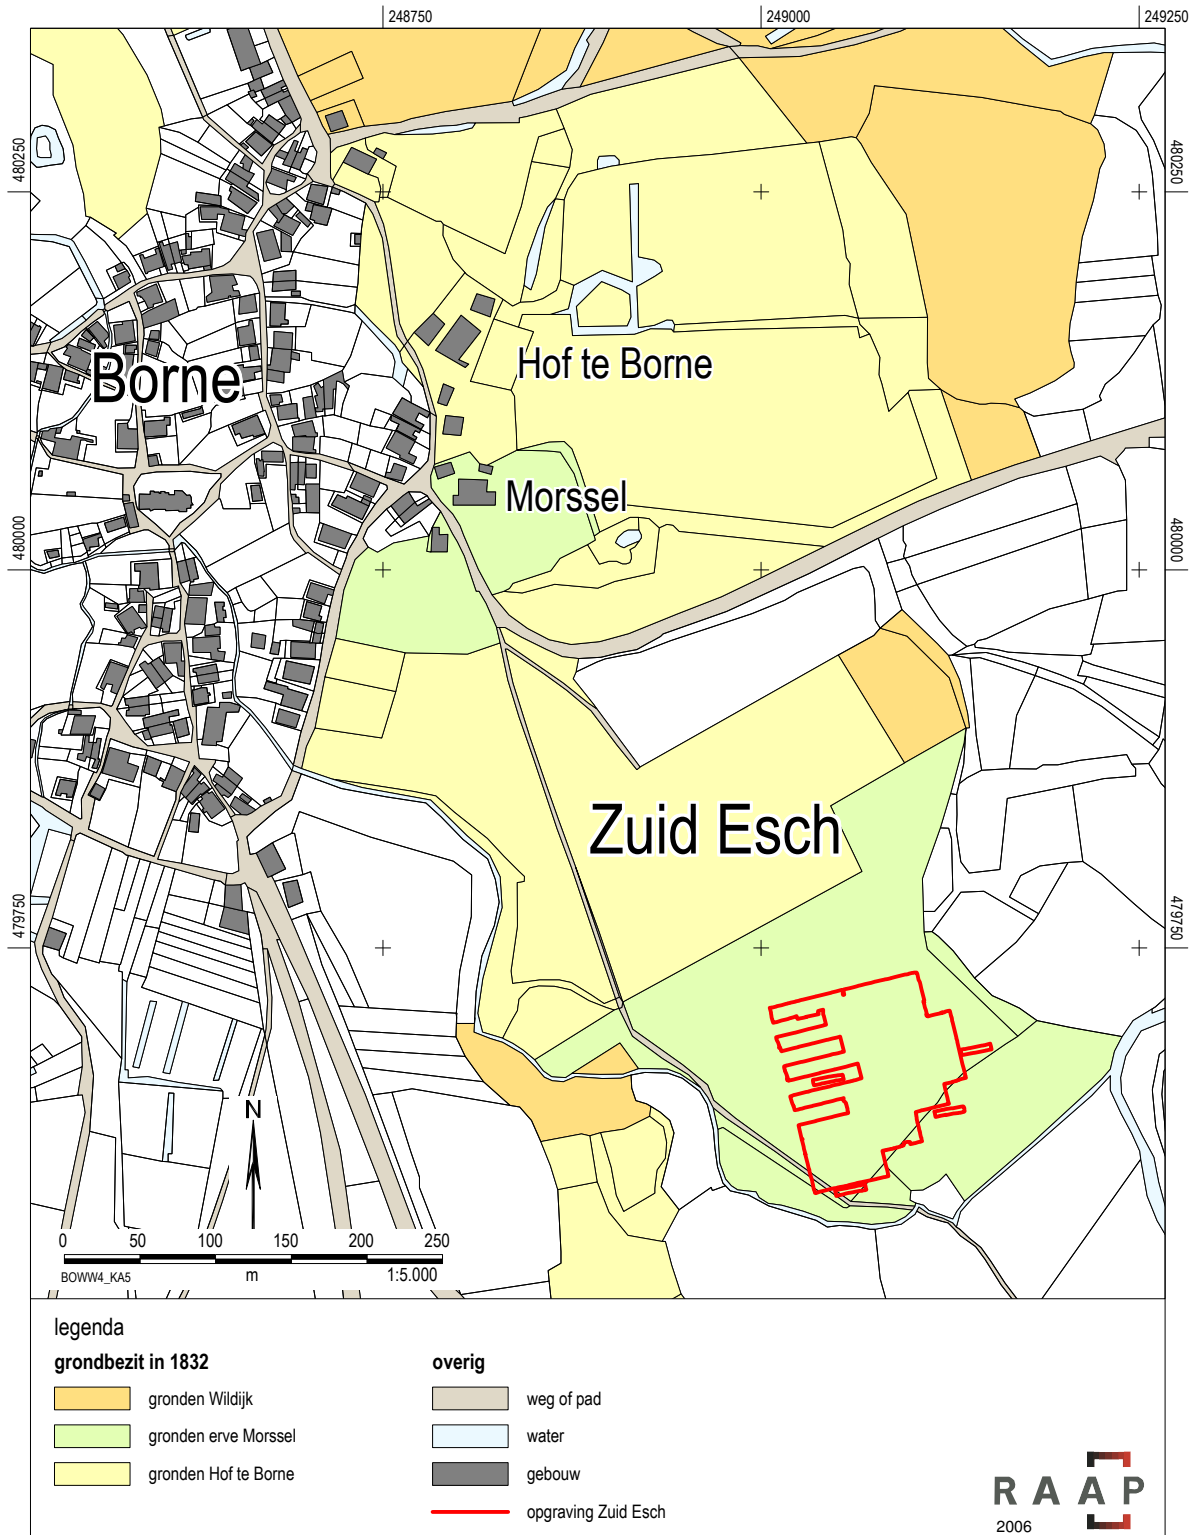 248750
249000
249250
480250
480250
Hof te Borne
Borne
Morssel
480000
480000
Zuid Esch
479750
479750
N
0 50 100 150 200 250
BOWW4_KA5 m 1:5.000
legenda
grondbezit in 1832
gronden Wildijk
gronden erve Morssel
gronden Hof te Borne
overig
weg of pad
water
gebouw
opgraving Zuid Esch
RAAP
2006